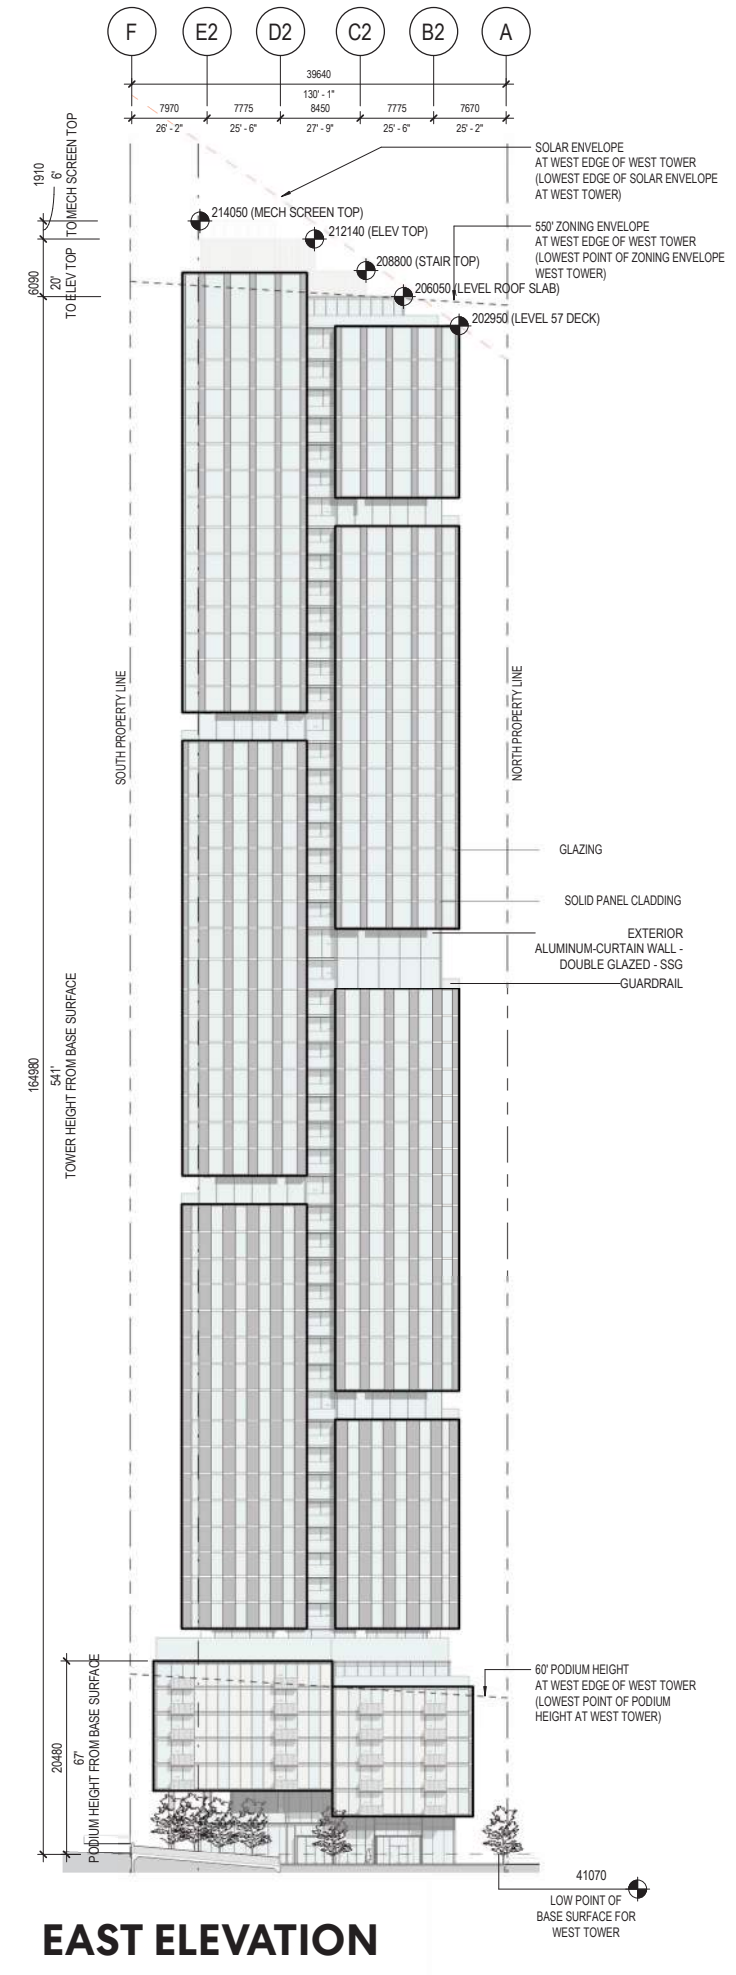 F E2 D2 C2 B2 A
39640
130' - 1"
7970 7775 8450 7775 7670
26' - 2" 25' - 6" 27' - 9" 25' - 6" 25' - 2"
SOLAR ENVELOPE
AT WEST EDGE OF WEST TOWER
(LOWEST EDGE OF SOLAR ENVELOPE
AT WEST TOWER)
1910
6'
TO MECH SCREEN TOP
214050 (MECH SCREEN TOP)
212140 (ELEV TOP)
550' ZONING ENVELOPE
AT WEST EDGE OF WEST TOWER
(LOWEST POINT OF ZONING ENVELOPE
WEST TOWER)
6090
20'
TO ELEV TOP
208800 (STAIR TOP)
206050 (LEVEL ROOF SLAB)
202950 (LEVEL 57 DECK)
SOUTH PROPERTY LINE
NORTH PROPERTY LINE
GLAZING
SOLID PANEL CLADDING
EXTERIOR
ALUMINUM-CURTAIN WALL -
DOUBLE GLAZED - SSG
GUARDRAIL
164980
541'
TOWER HEIGHT FROM BASE SURFACE
60' PODIUM HEIGHT
AT WEST EDGE OF WEST TOWER
(LOWEST POINT OF PODIUM
HEIGHT AT WEST TOWER)
20480
67'
PODIUM HEIGHT FROM BASE SURFACE
41070
LOW POINT OF
BASE SURFACE FOR
WEST TOWER
EAST ELEVATION